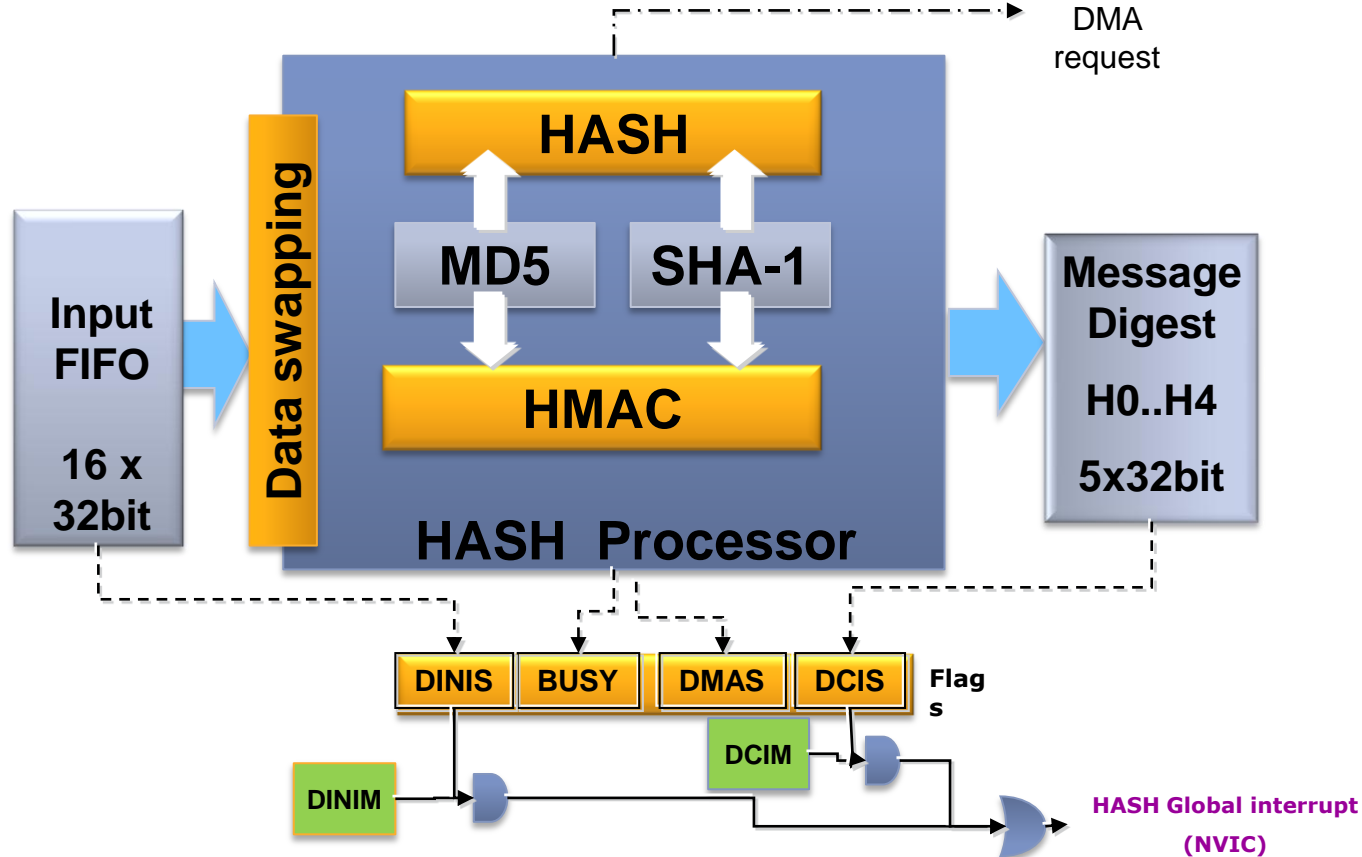 DMA
request
HASH
Data swapping
MD5
SHA-1
Input
FIFO
16 x
32bit
Message
Digest
H0..H4
5x32bit
HMAC
HASH Processor
DINIS
BUSY
DMAS
DCIS
Flag
s
DCIM
DINIM
HASH Global interrupt
(NVIC)